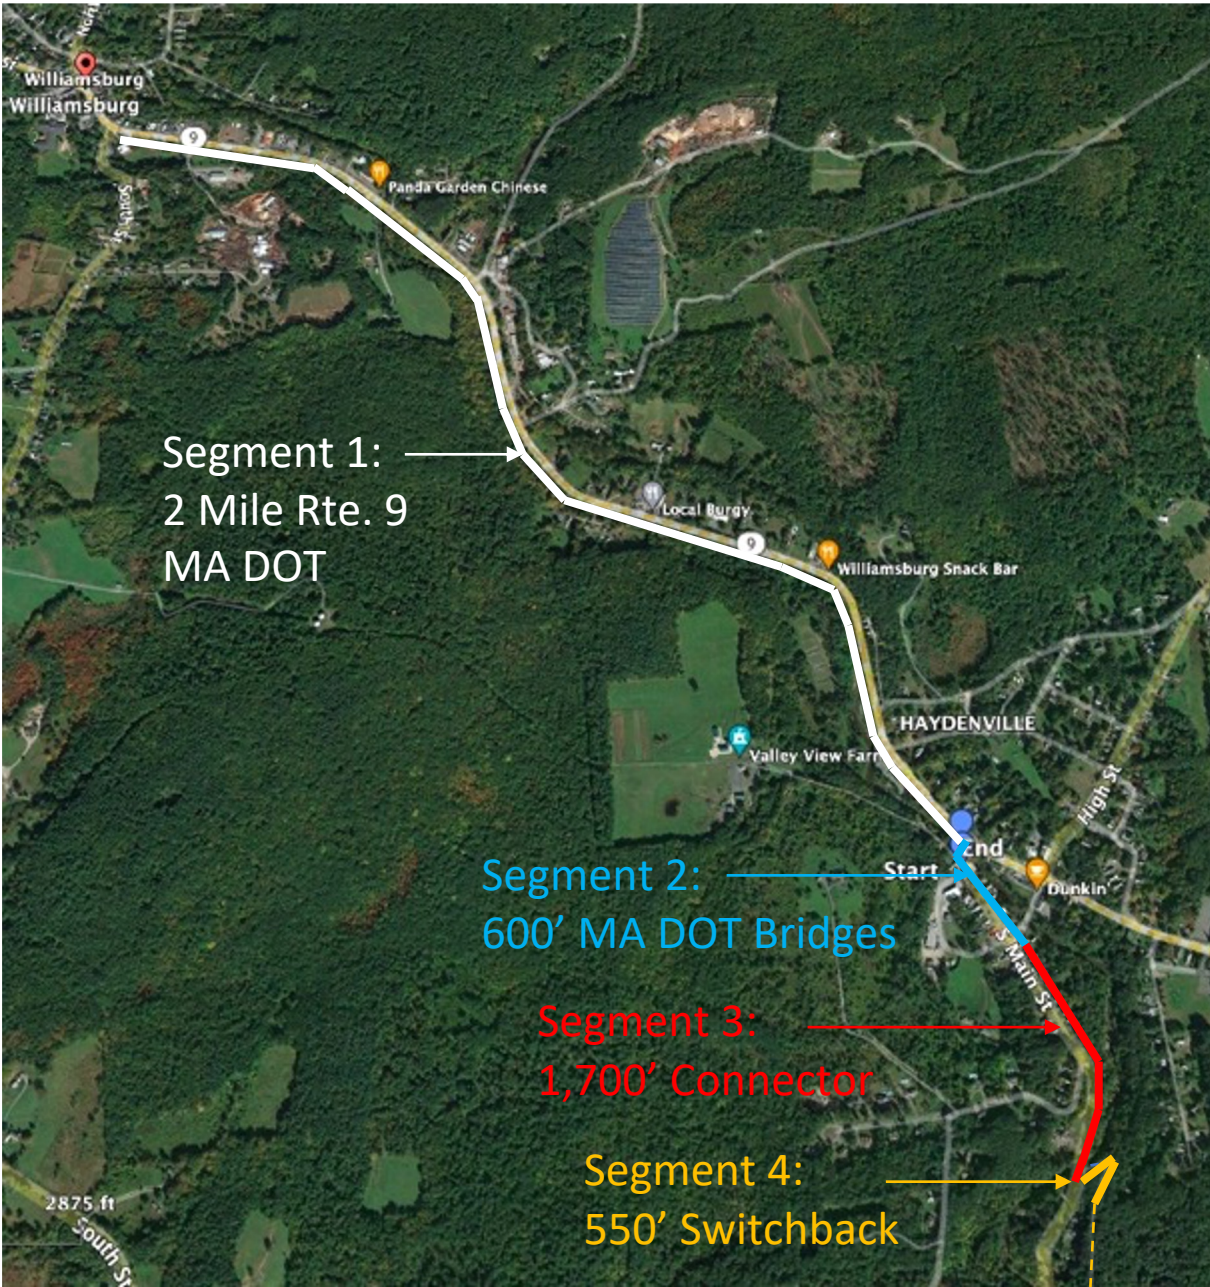 Williamsburg
Williamsburg
9
Panda Garden Chinese
South St
Segment 1:
2 Mile Rte. 9
MA DOT
Local Burgy
9
Williamsburg Snack Bar
HAYDENVILLE
Valley View Farm
High St
End
Start
Dunkin'
Segment 2:
600’ MA DOT Bridges
S Main St
Segment 3:
1,700’ Connector
Segment 4:
550’ Switchback
2875 ft
South St